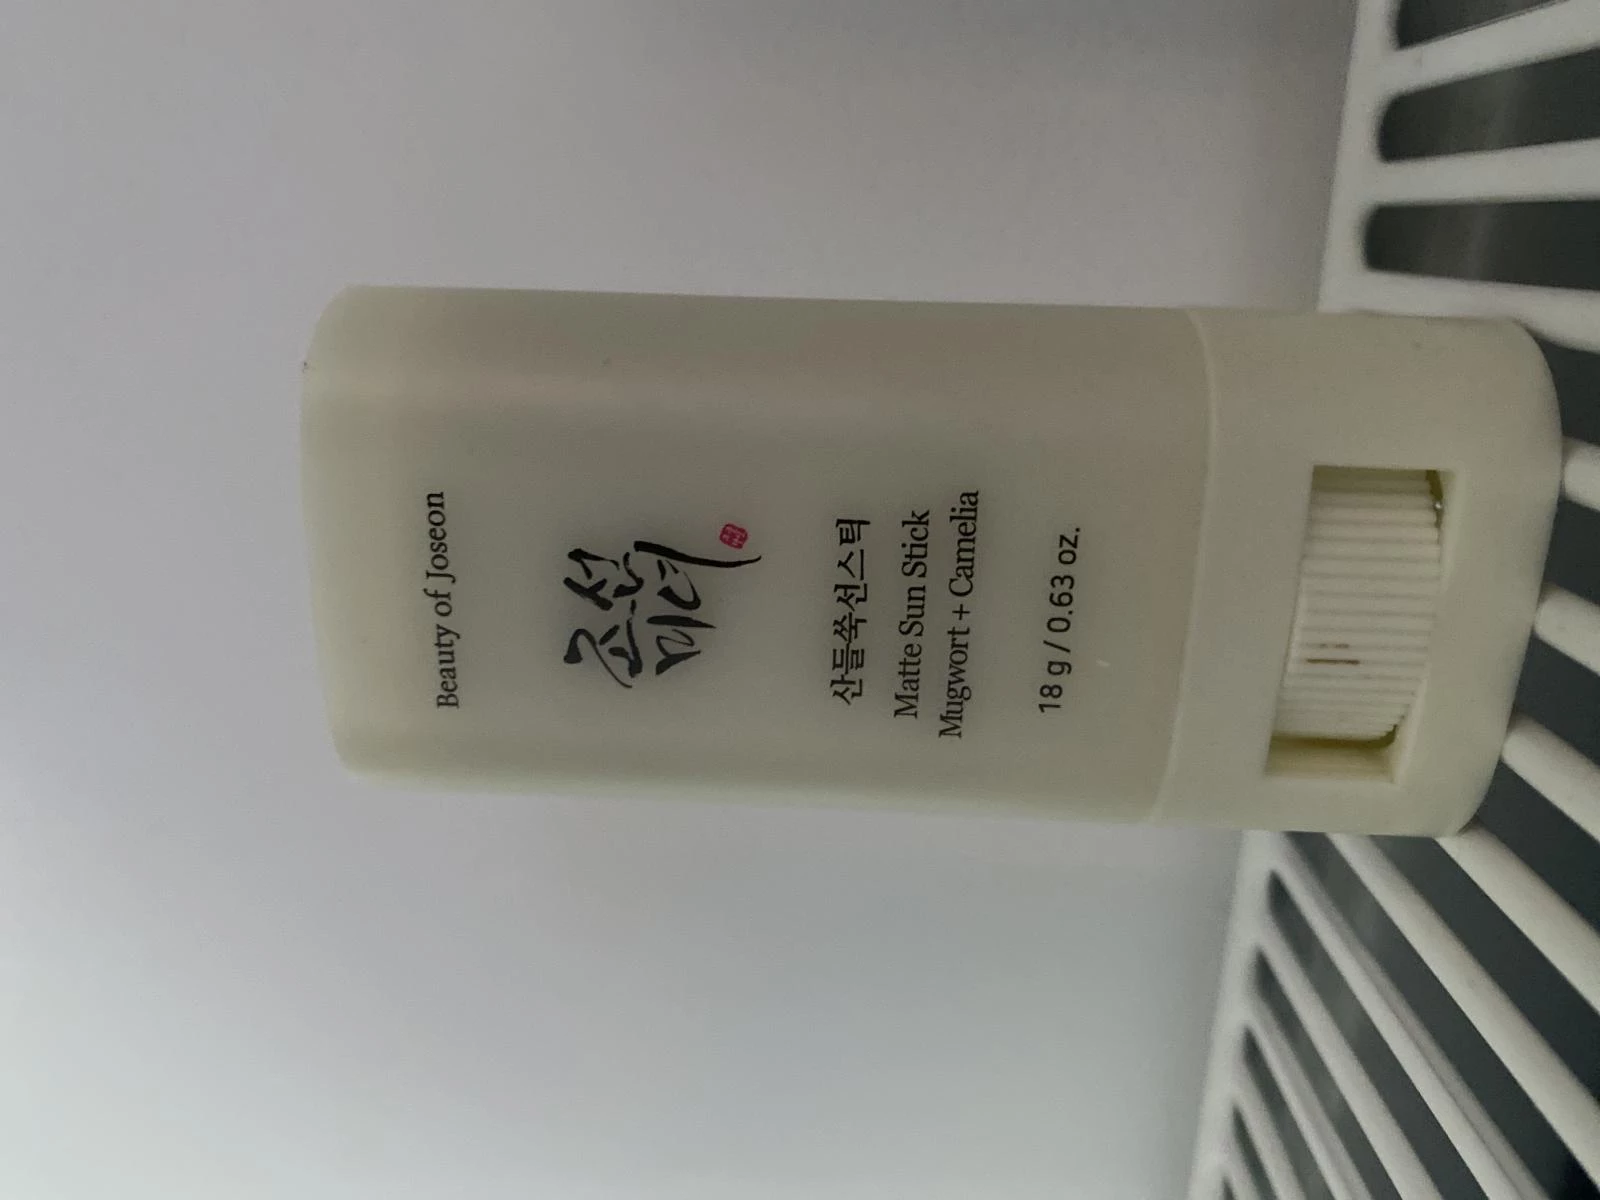 Beauty of Joseon
조선
미녀
산들쑥선스틱
Matte Sun Stick
Mugwort + Camelia
18 g / 0.63 oz.